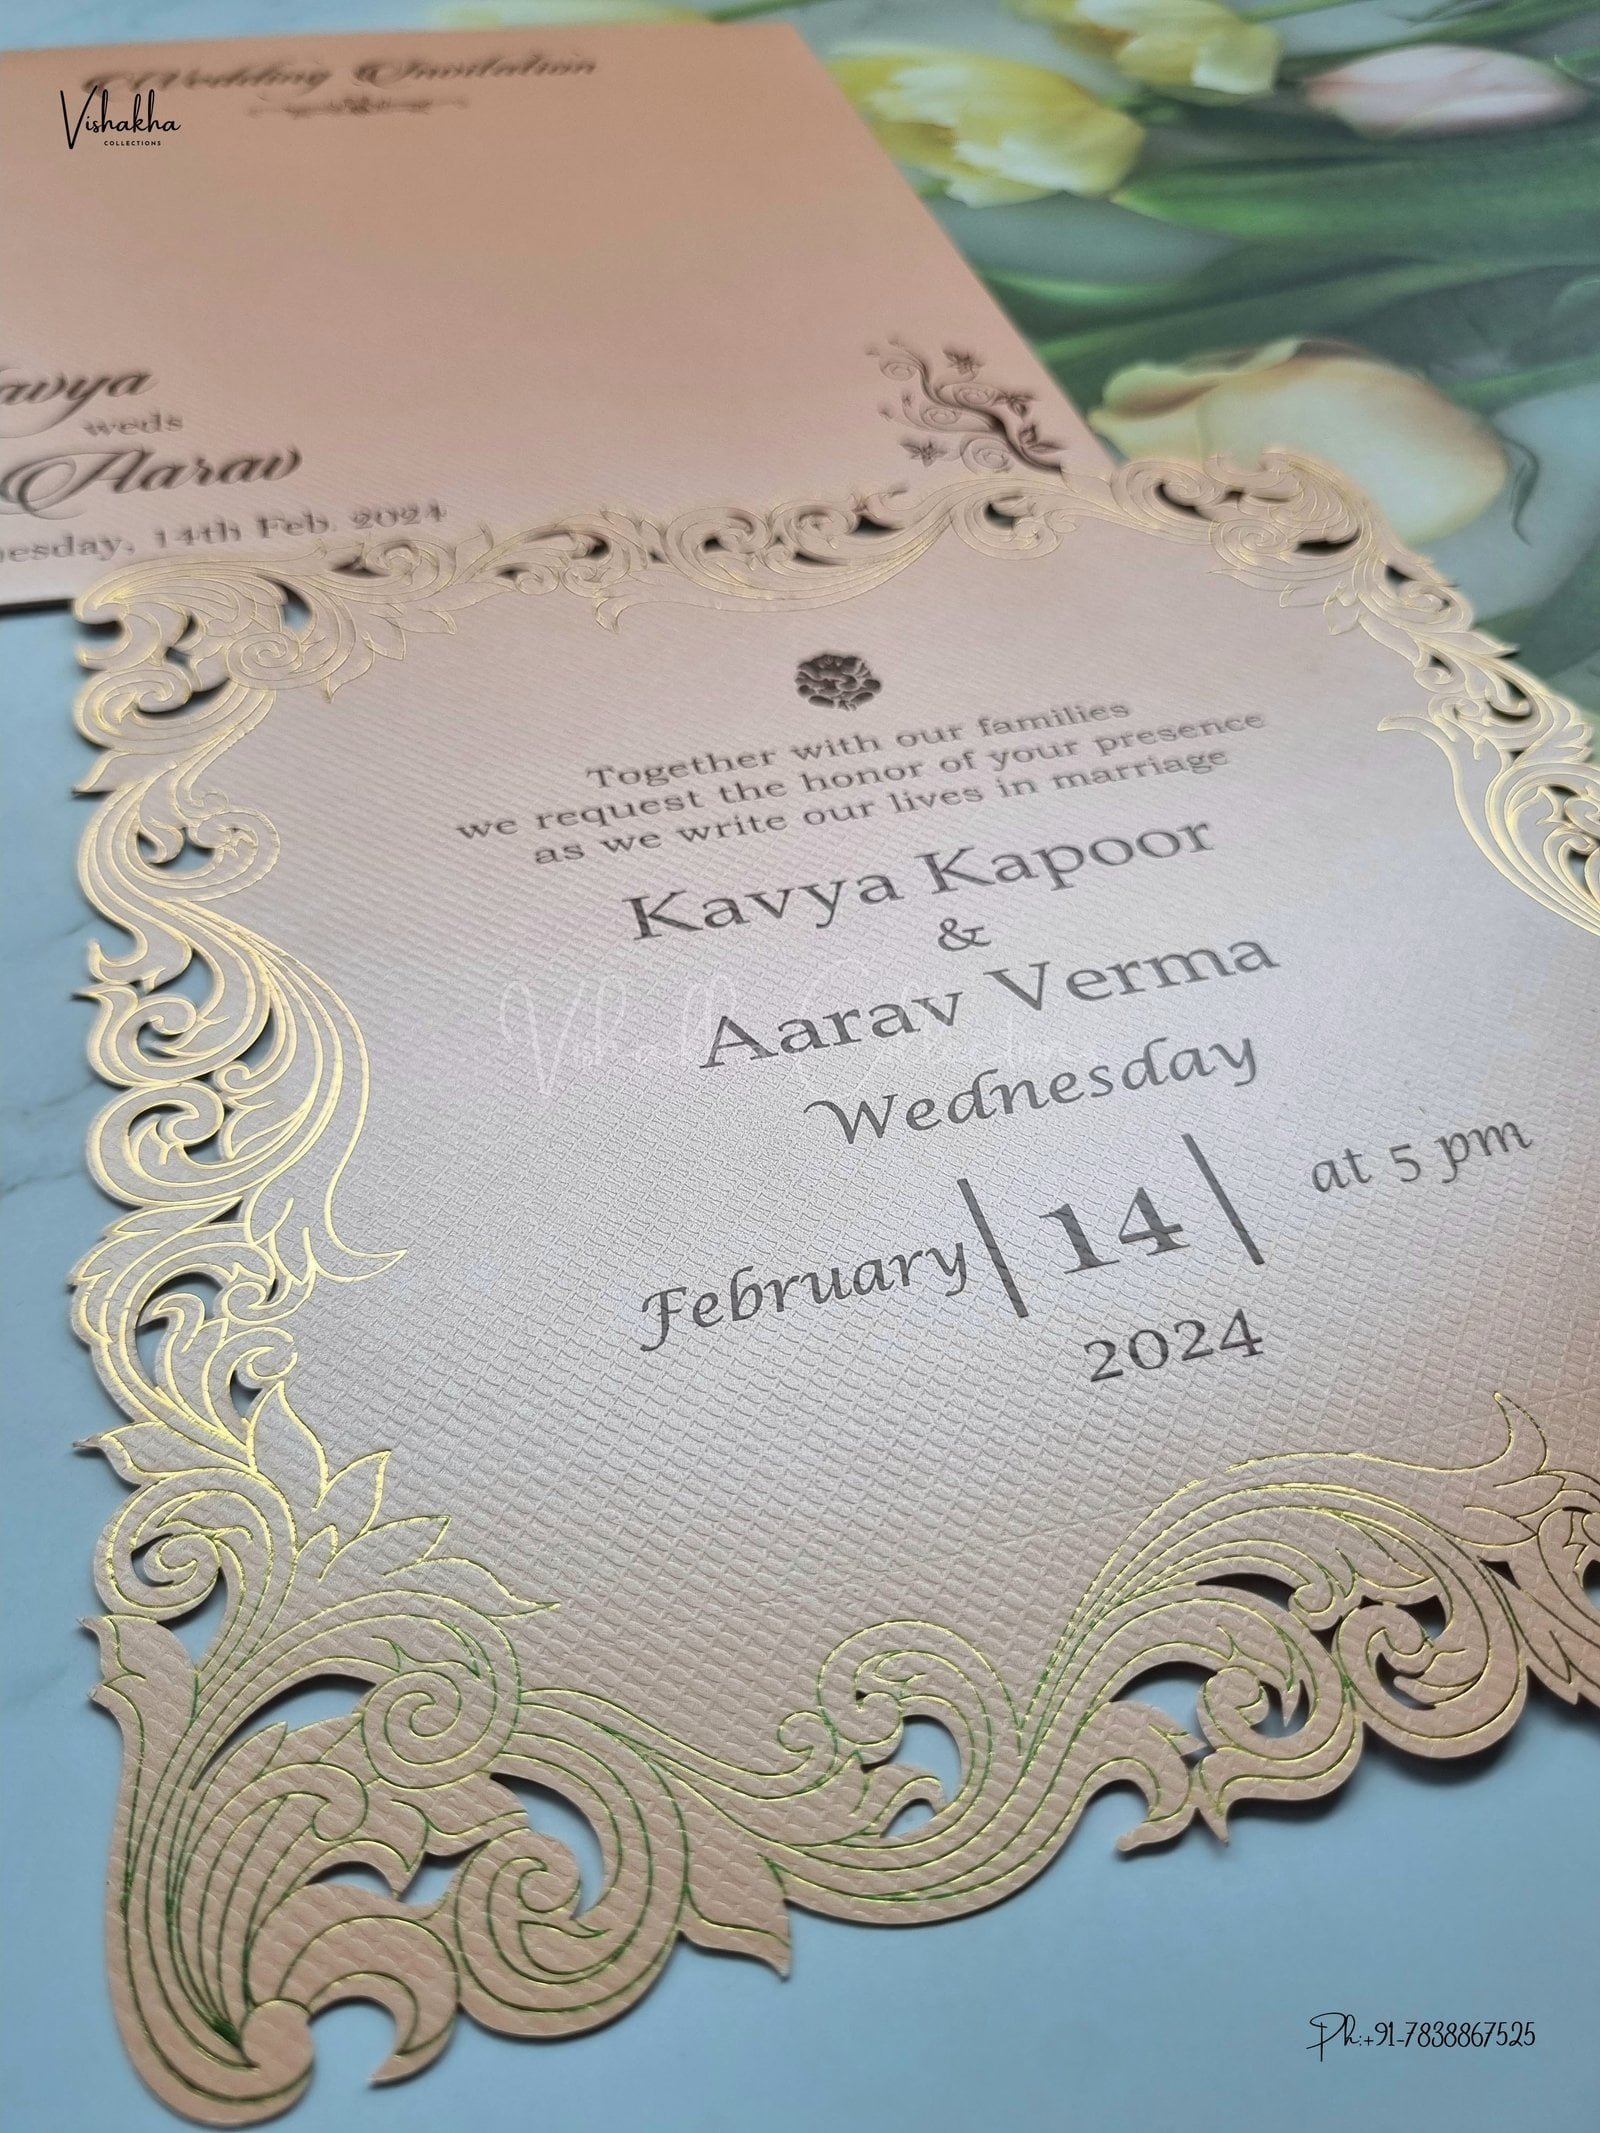 Wedding Invitation
Vishakha
COLLECTIONS
weds
Aarav
14th Feb. 2024
Together with our families
we request the honor of your presence
as we write our lives in marriage
Kavya Kapoor
&
Aarav Verma
Wednesday
February | 14 | at 5 pm
2024
Ph:+91-7838867525